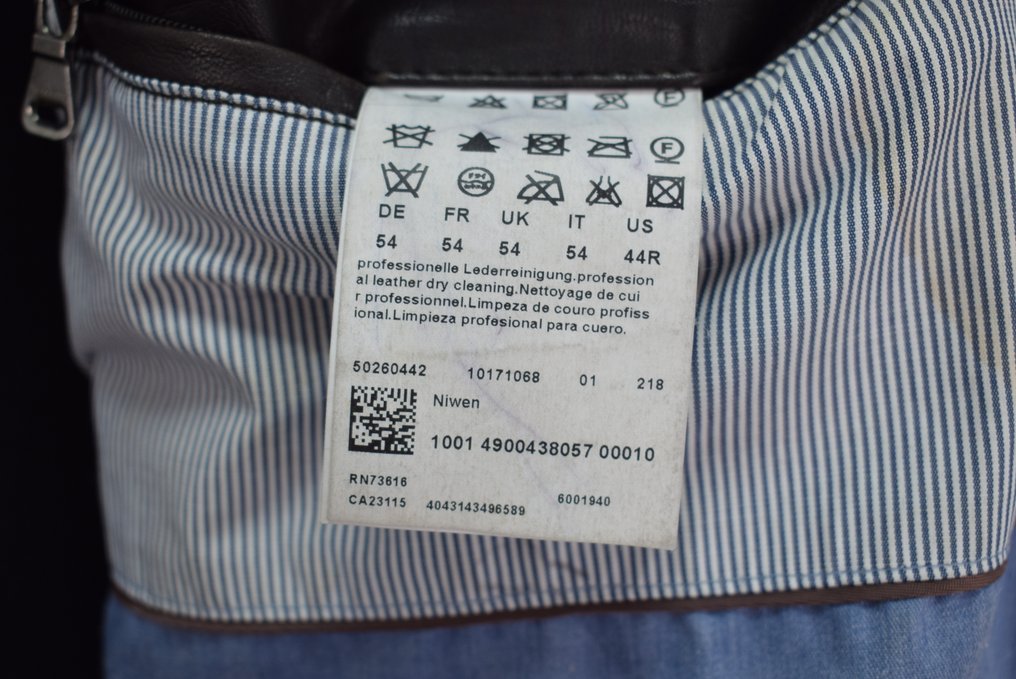 F
F
DE FR UK IT US
54 54 54 54 44R
professionelle Lederreinigung.profession
al leather dry cleaning.Nettoyage de cui
r professionnel.Limpeza de couro profiss
ional.Limpieza profesional para cuero.
50260442 10171068 01 218
Niwen
1001 4900438057 00010
RN73616
CA23115 4043143496589 6001940